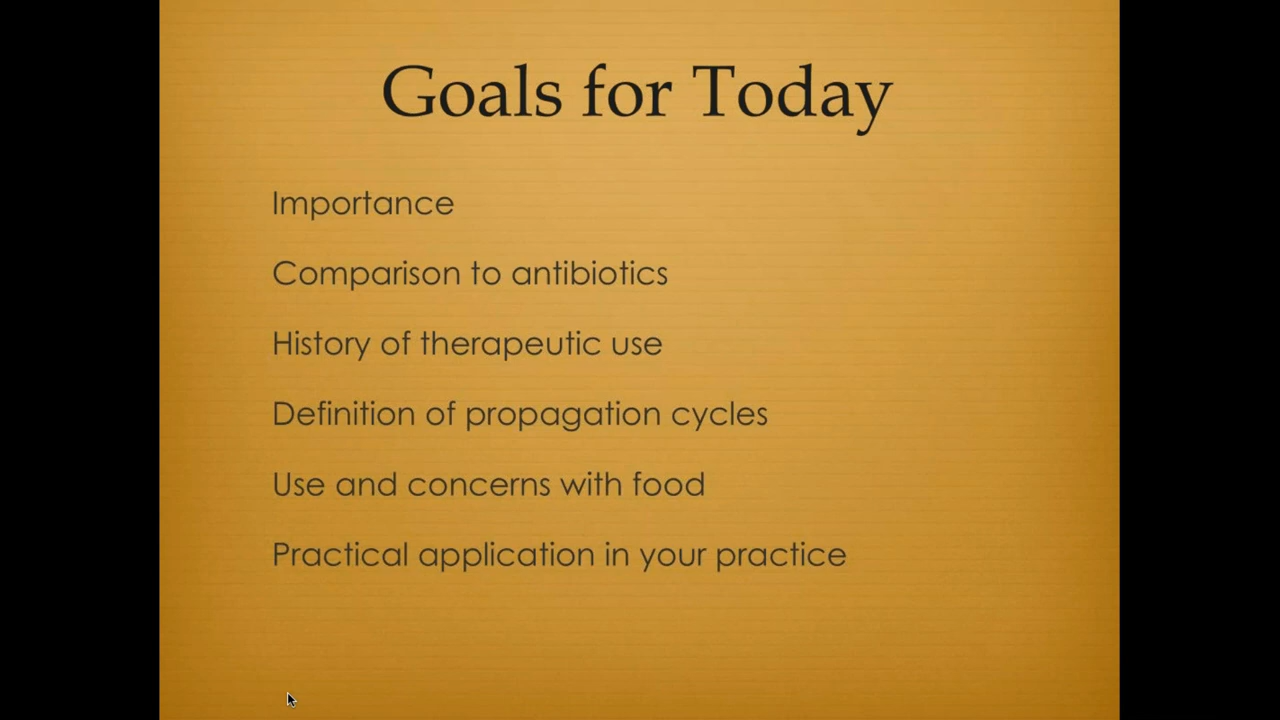 Goals for Today
Importance
Comparison to antibiotics
History of therapeutic use
Definition of propagation cycles
Use and concerns with food
Practical application in your practice